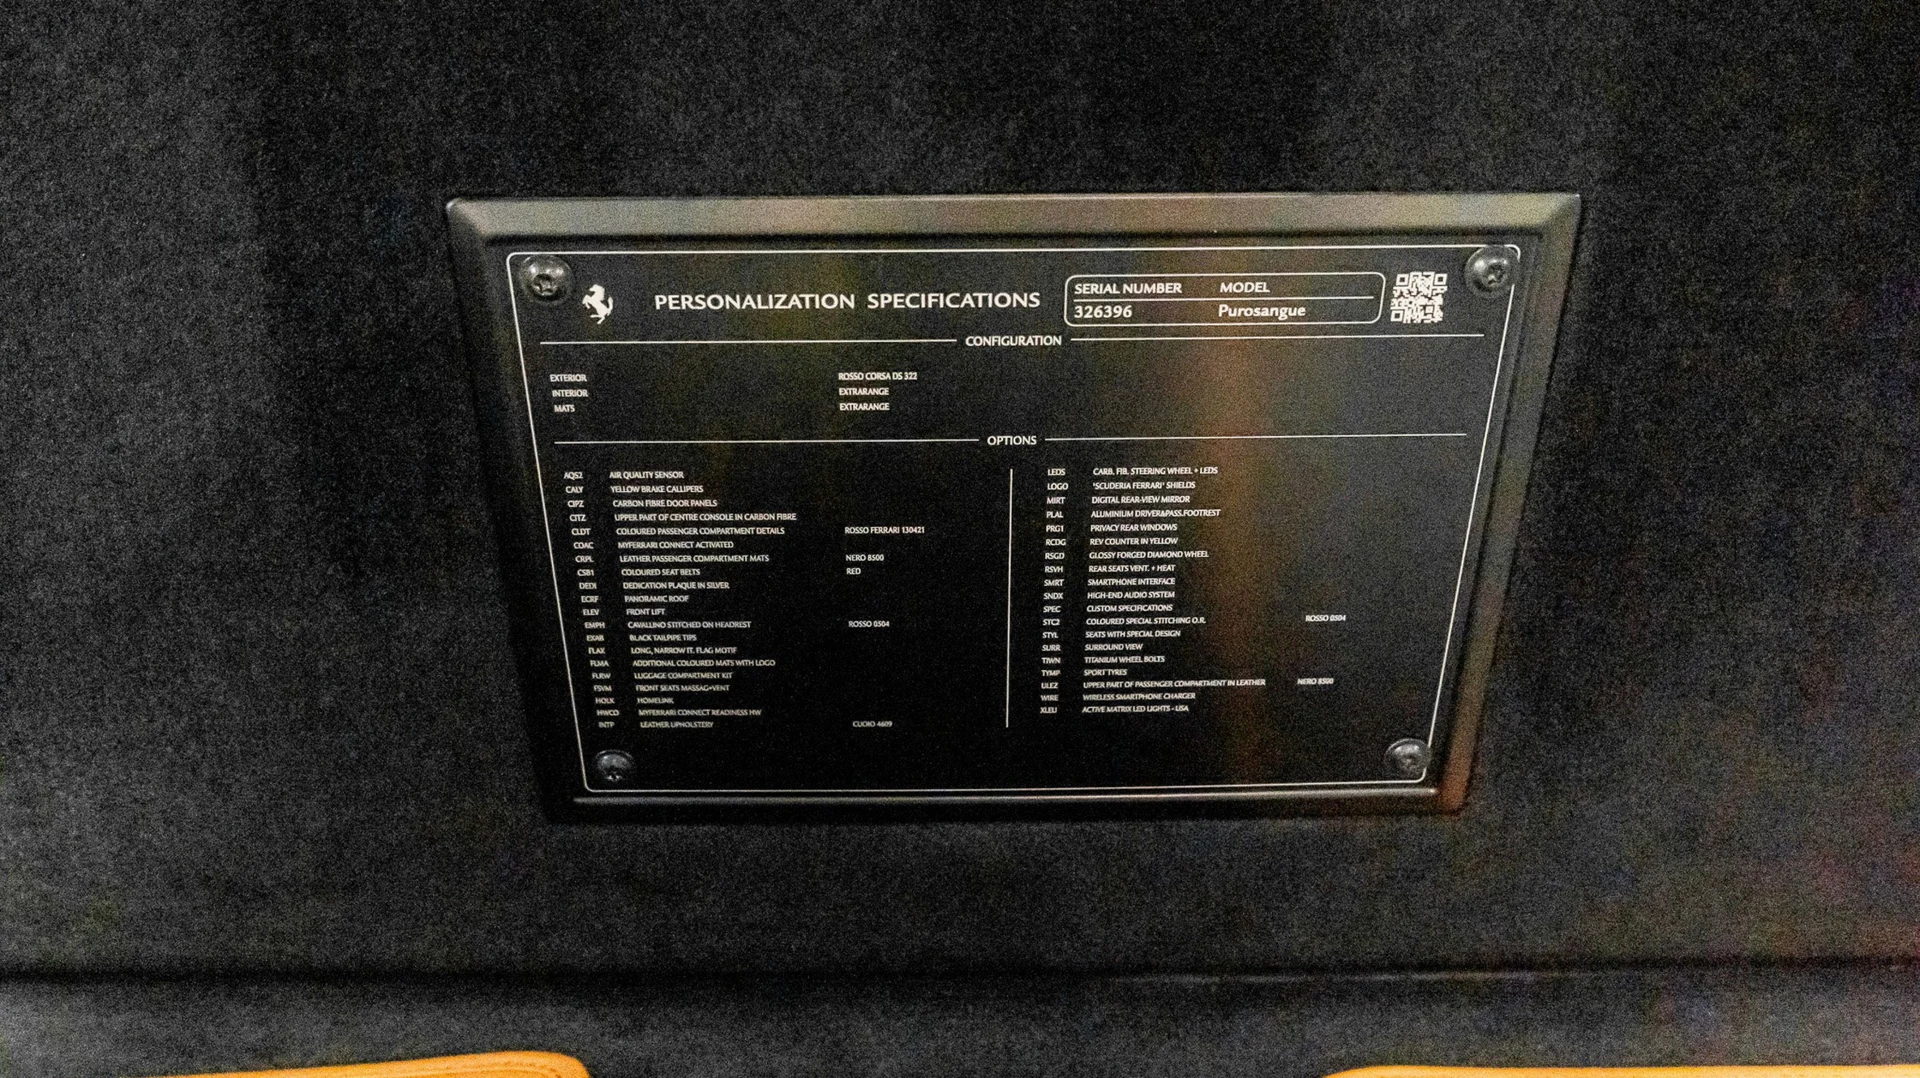 PERSONALIZATION SPECIFICATIONS
SERIAL NUMBER MODEL
326396 Purosangue
CONFIGURATION
EXTERIOR ROSSO CORSA DS 322
INTERIOR EXTRARANGE
MATS EXTRARANGE
OPTIONS
AQS2 AIR QUALITY SENSOR
CALY YELLOW BRAKE CALLIPERS
CIPZ CARBON FIBRE DOOR PANELS
CITZ UPPER PART OF CENTRE CONSOLE IN CARBON FIBRE
CLDT COLOURED PASSENGER COMPARTMENT DETAILS ROSSO FERRARI 130421
COAC MYFERRARI CONNECT ACTIVATED
CRPL LEATHER PASSENGER COMPARTMENT MATS NERO 8500
CSB1 COLOURED SEAT BELTS RED
DEDI DEDICATION PLAQUE IN SILVER
ECRF PANORAMIC ROOF
ELEV FRONT LIFT
EMPH CAVALLINO STITCHED ON HEADREST ROSSO 0504
EXAB BLACK TAILPIPE TIPS
FLAX LONG, NARROW IT. FLAG MOTIF
FLMA ADDITIONAL COLOURED MATS WITH LOGO
FLRW LUGGAGE COMPARTMENT KIT
FSVM FRONT SEATS MASSAG+VENT
HOLK HOMELINK
HWCO MYFERRARI CONNECT READINESS HW
INTP LEATHER UPHOLSTERY CUOIO 4609
LEDS CARB. FIB. STEERING WHEEL + LEDS
LOGO 'SCUDERIA FERRARI' SHIELDS
MIRT DIGITAL REAR-VIEW MIRROR
PLAL ALUMINIUM DRIVER&PASS.FOOTREST
PRG1 PRIVACY REAR WINDOWS
RCDG REV COUNTER IN YELLOW
RSGD GLOSSY FORGED DIAMOND WHEEL
RSVH REAR SEATS VENT. + HEAT
SMRT SMARTPHONE INTERFACE
SNDX HIGH-END AUDIO SYSTEM
SPEC CUSTOM SPECIFICATIONS
STC2 COLOURED SPECIAL STITCHING O.R. ROSSO 0504
STYL SEATS WITH SPECIAL DESIGN
SURR SURROUND VIEW
TIWN TITANIUM WHEEL BOLTS
TYMP SPORT TYRES
ULEZ UPPER PART OF PASSENGER COMPARTMENT IN LEATHER NERO 8500
WIRE WIRELESS SMARTPHONE CHARGER
XLEU ACTIVE MATRIX LED LIGHTS - USA